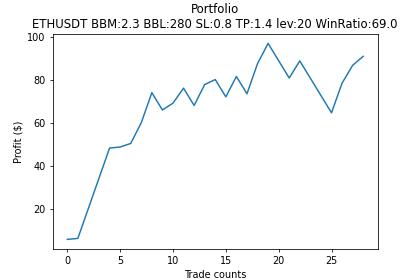 Portfolio
ETHUSDT BBM:2.3 BBL:280 SL:0.8 TP:1.4 lev:20 WinRatio:69.0
100
80
60
40
20
Profit ($)
0 5 10 15 20 25
Trade counts